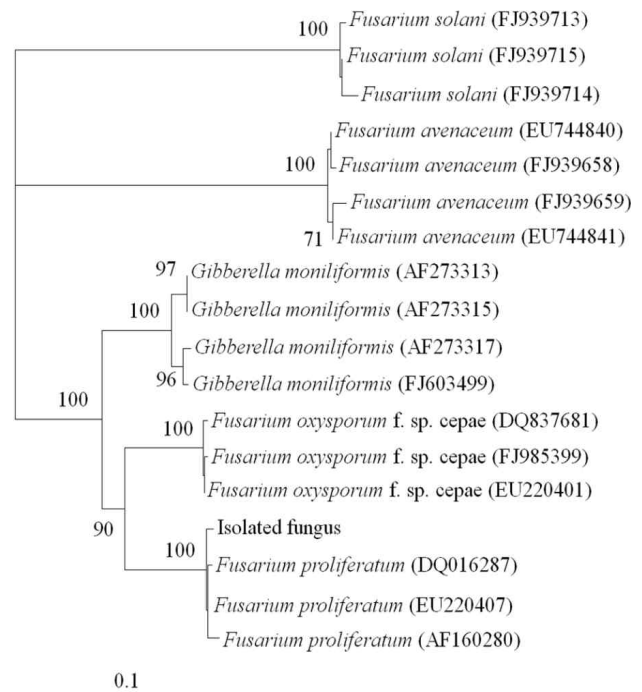 100
Fusarium solani (FJ939713)
Fusarium solani (FJ939715)
Fusarium solani (FJ939714)
Fusarium avenaceum (EU744840)
100
Fusarium avenaceum (FJ939658)
Fusarium avenaceum (FJ939659)
71
Fusarium avenaceum (EU744841)
97
Gibberella moniliformis (AF273313)
100
Gibberella moniliformis (AF273315)
Gibberella moniliformis (AF273317)
96
Gibberella moniliformis (FJ603499)
100
100
Fusarium oxysporum f. sp. cepae (DQ837681)
Fusarium oxysporum f. sp. cepae (FJ985399)
Fusarium oxysporum f. sp. cepae (EU220401)
90
Isolated fungus
100
Fusarium proliferatum (DQ016287)
Fusarium proliferatum (EU220407)
Fusarium proliferatum (AF160280)
0.1